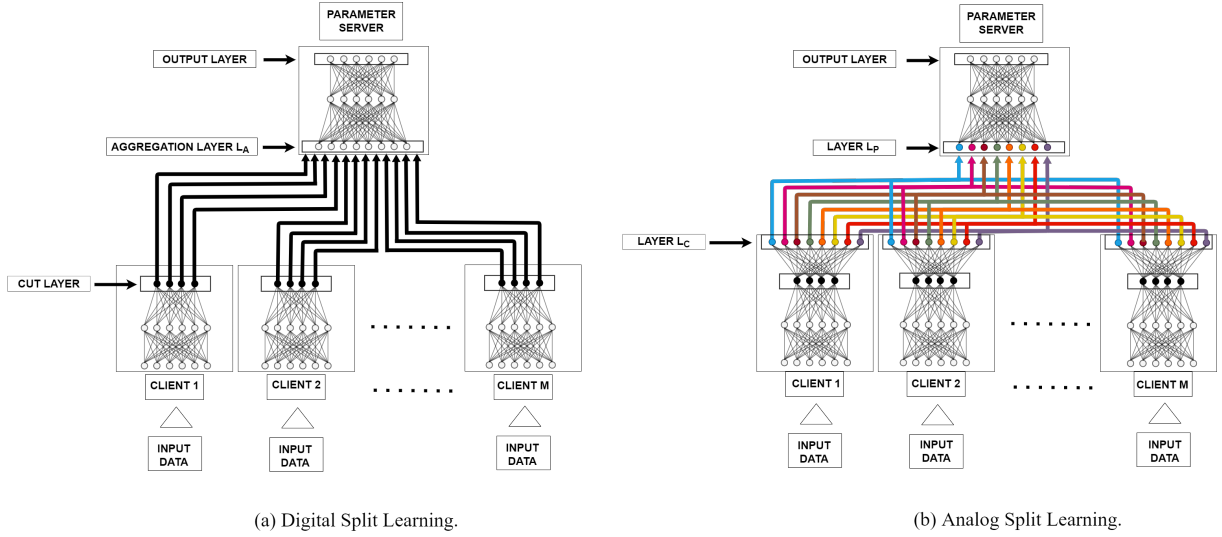 PARAMETER
SERVER
OUTPUT LAYER
AGGREGATION LAYER LA
CUT LAYER
CLIENT 1
CLIENT 2
CLIENT M
INPUT
DATA
INPUT
DATA
INPUT
DATA
(a) Digital Split Learning.
PARAMETER
SERVER
OUTPUT LAYER
LAYER LP
LAYER LC
CLIENT 1
CLIENT 2
CLIENT M
INPUT
DATA
INPUT
DATA
INPUT
DATA
(b) Analog Split Learning.